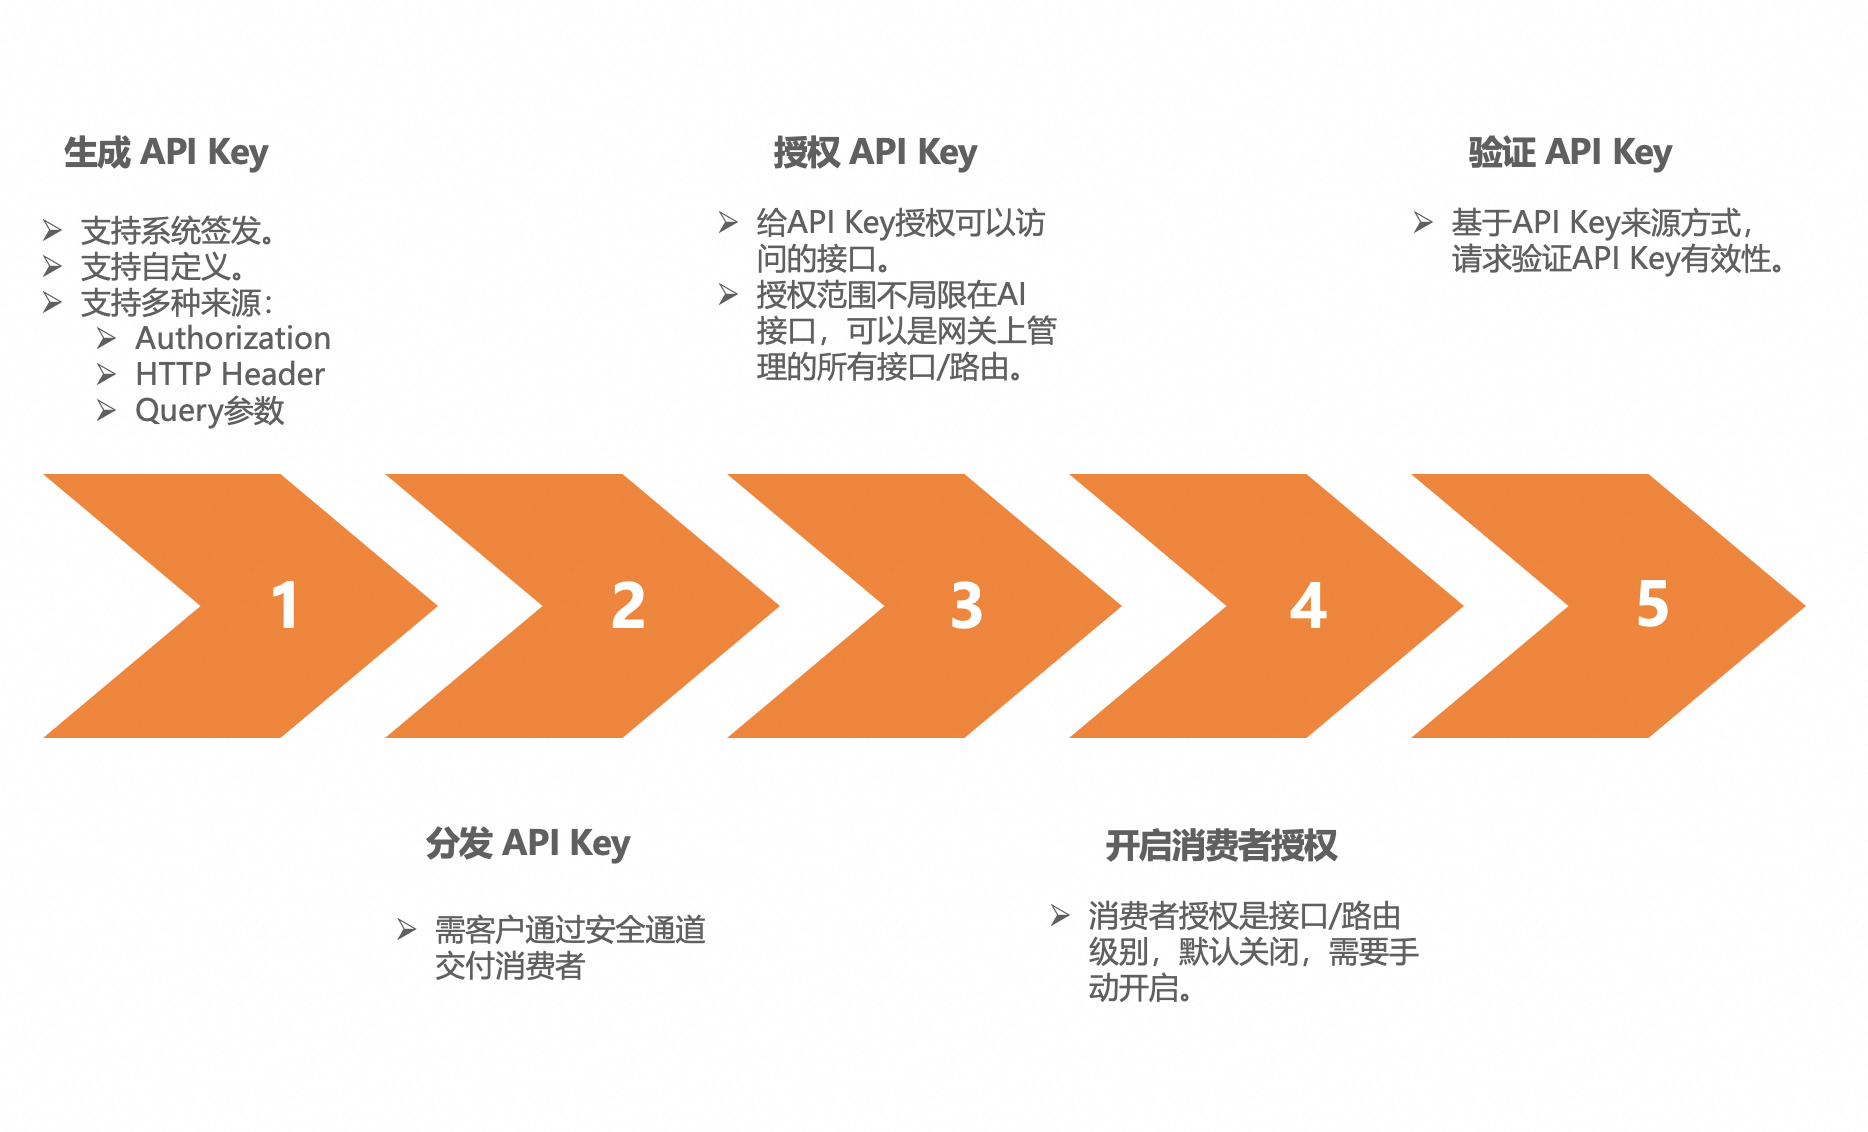 生成 API Key
支持系统签发。
支持自定义。
支持多种来源：
Authorization
HTTP Header
Query参数
授权 API Key
给API Key授权可以访
问的接口。
授权范围不局限在AI
接口，可以是网关上管
理的所有接口/路由。
验证 API Key
基于API Key来源方式，
请求验证API Key有效性。
1
2
3
4
5
分发 API Key
需客户通过安全通道
交付消费者
开启消费者授权
消费者授权是接口/路由
级别，默认关闭，需要手
动开启。